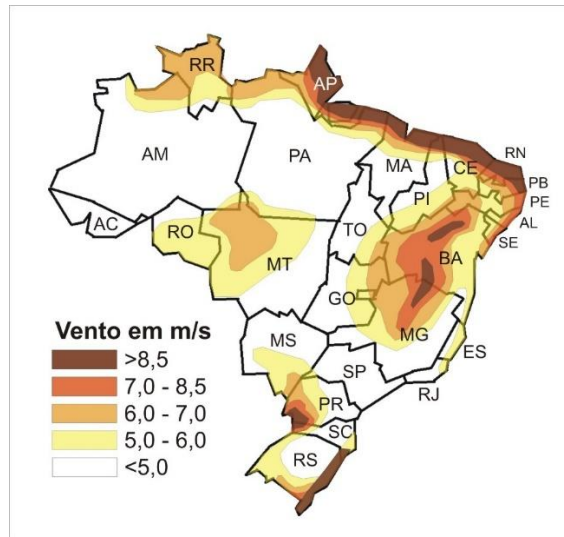 RR
AP
AM
PA
MA
CE
RN
PB
PE
AL
SE
PI
AC
RO
TO
MT
BA
GO
MG
MS
ES
SP
RJ
PR
SC
RS
Vento em m/s
>8,5
7,0 - 8,5
6,0 - 7,0
5,0 - 6,0
<5,0